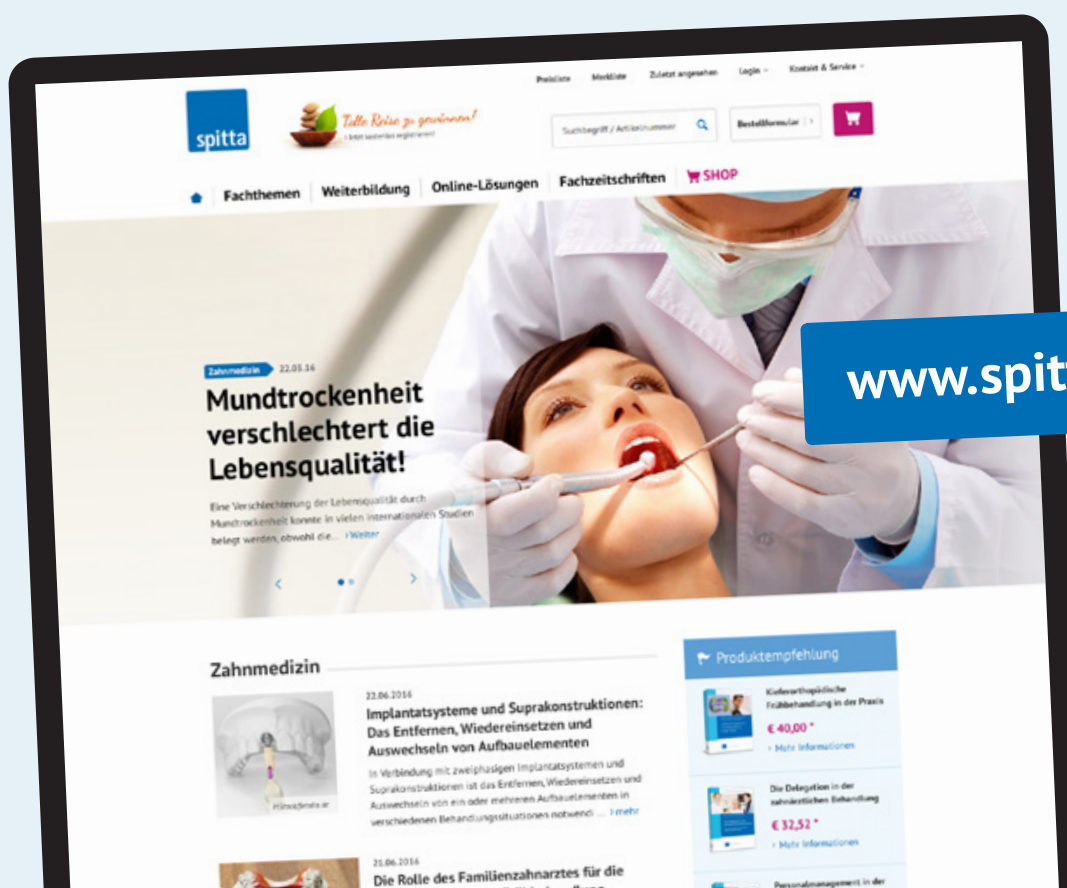 Preisliste
Merkliste
Zuletzt angesehen
Login
Kontakt & Service
spitta
Tolle Reise zu gewinnen!
› Jetzt kostenlos registrieren!
Suchbegriff / Artikelnummer
Bestellformular
Fachthemen
Weiterbildung
Online-Lösungen
Fachzeitschriften
SHOP
www.spit
Zahnmedizin
22.03.16
Mundtrockenheit
verschlechtert die
Lebensqualität!
Eine Verschlechterung der Lebensqualität durch
Mundtrockenheit konnte in vielen internationalen Studien
belegt werden, obwohl die... › Weiter
Zahnmedizin
22.06.2016
Implantatsysteme und Suprakonstruktionen:
Das Entfernen, Wiedereinsetzen und
Auswechseln von Aufbauelementen
In Verbindung mit zweiphasigen Implantatsystemen und
Suprakonstruktionen ist das Entfernen, Wiedereinsetzen und
Auswechseln von ein oder mehreren Aufbauelementen in
verschiedenen Behandlungssituationen notwendi ... › mehr
21.06.2016
Die Rolle des Familienzahnarztes für die
Produktempfehlung
Kieferorthopädische
Frühbehandlung in der Praxis
€ 40,00 *
› Mehr Informationen
Die Delegation in der
zahnärztlichen Behandlung
€ 32,52 *
› Mehr Informationen
Personalmanagement in der